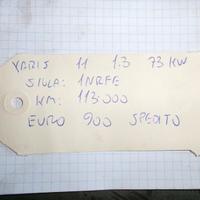 YARIS 11 1.3 73 KW
SIGLA: 1NRFE
KM: 113.000
EURO 900 SPEDITO